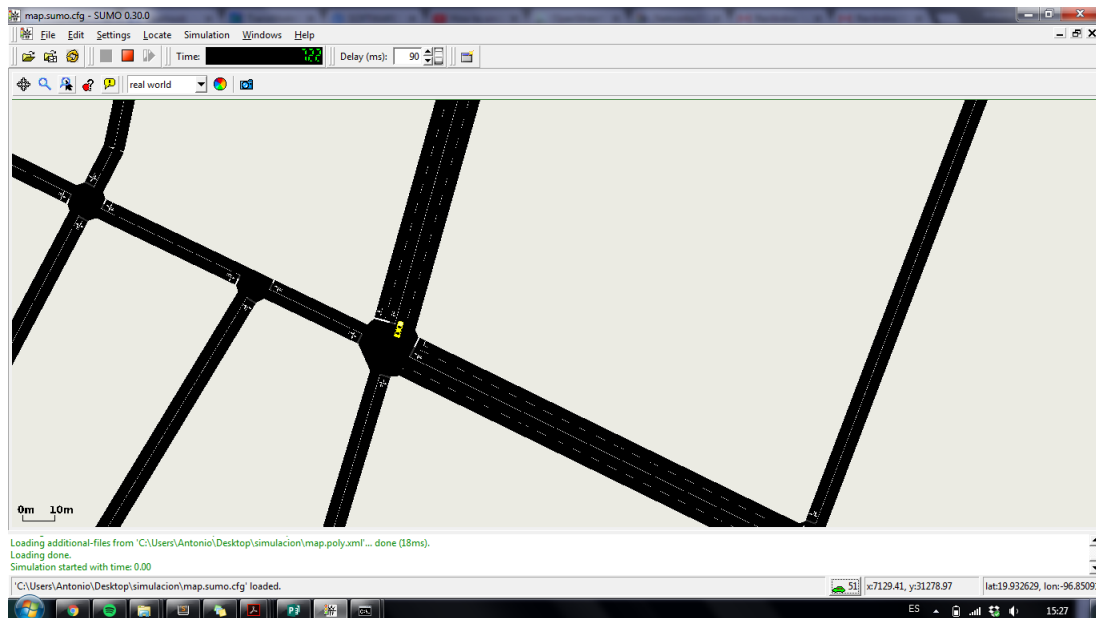 map.sumo.cfg - SUMO 0.30.0
File Edit Settings Locate Simulation Windows Help
Time: Delay (ms): 90
real world
0m 10m
Loading additional-files from 'C:\Users\Antonio\Desktop\simulacion\map.poly.xml'... done (18ms).
Loading done.
Simulation started with time: 0.00
'C:\Users\Antonio\Desktop\simulacion\map.sumo.cfg' loaded. 51 x:7129.41, y:31278.97 lat:19.932629, lon:-96.8509
ES 15:27